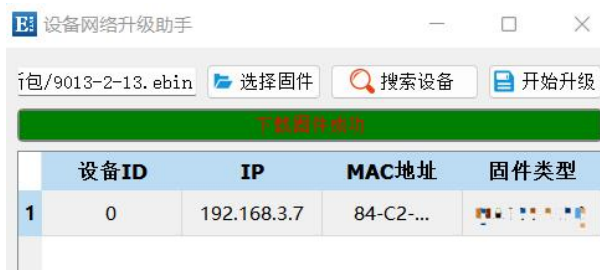 设备网络升级助手
行包/9013-2-13.ebin 选择固件 搜索设备 开始升级
下载固件成功
设备ID IP MAC地址 固件类型
1 0 192.168.3.7 84-C2-...